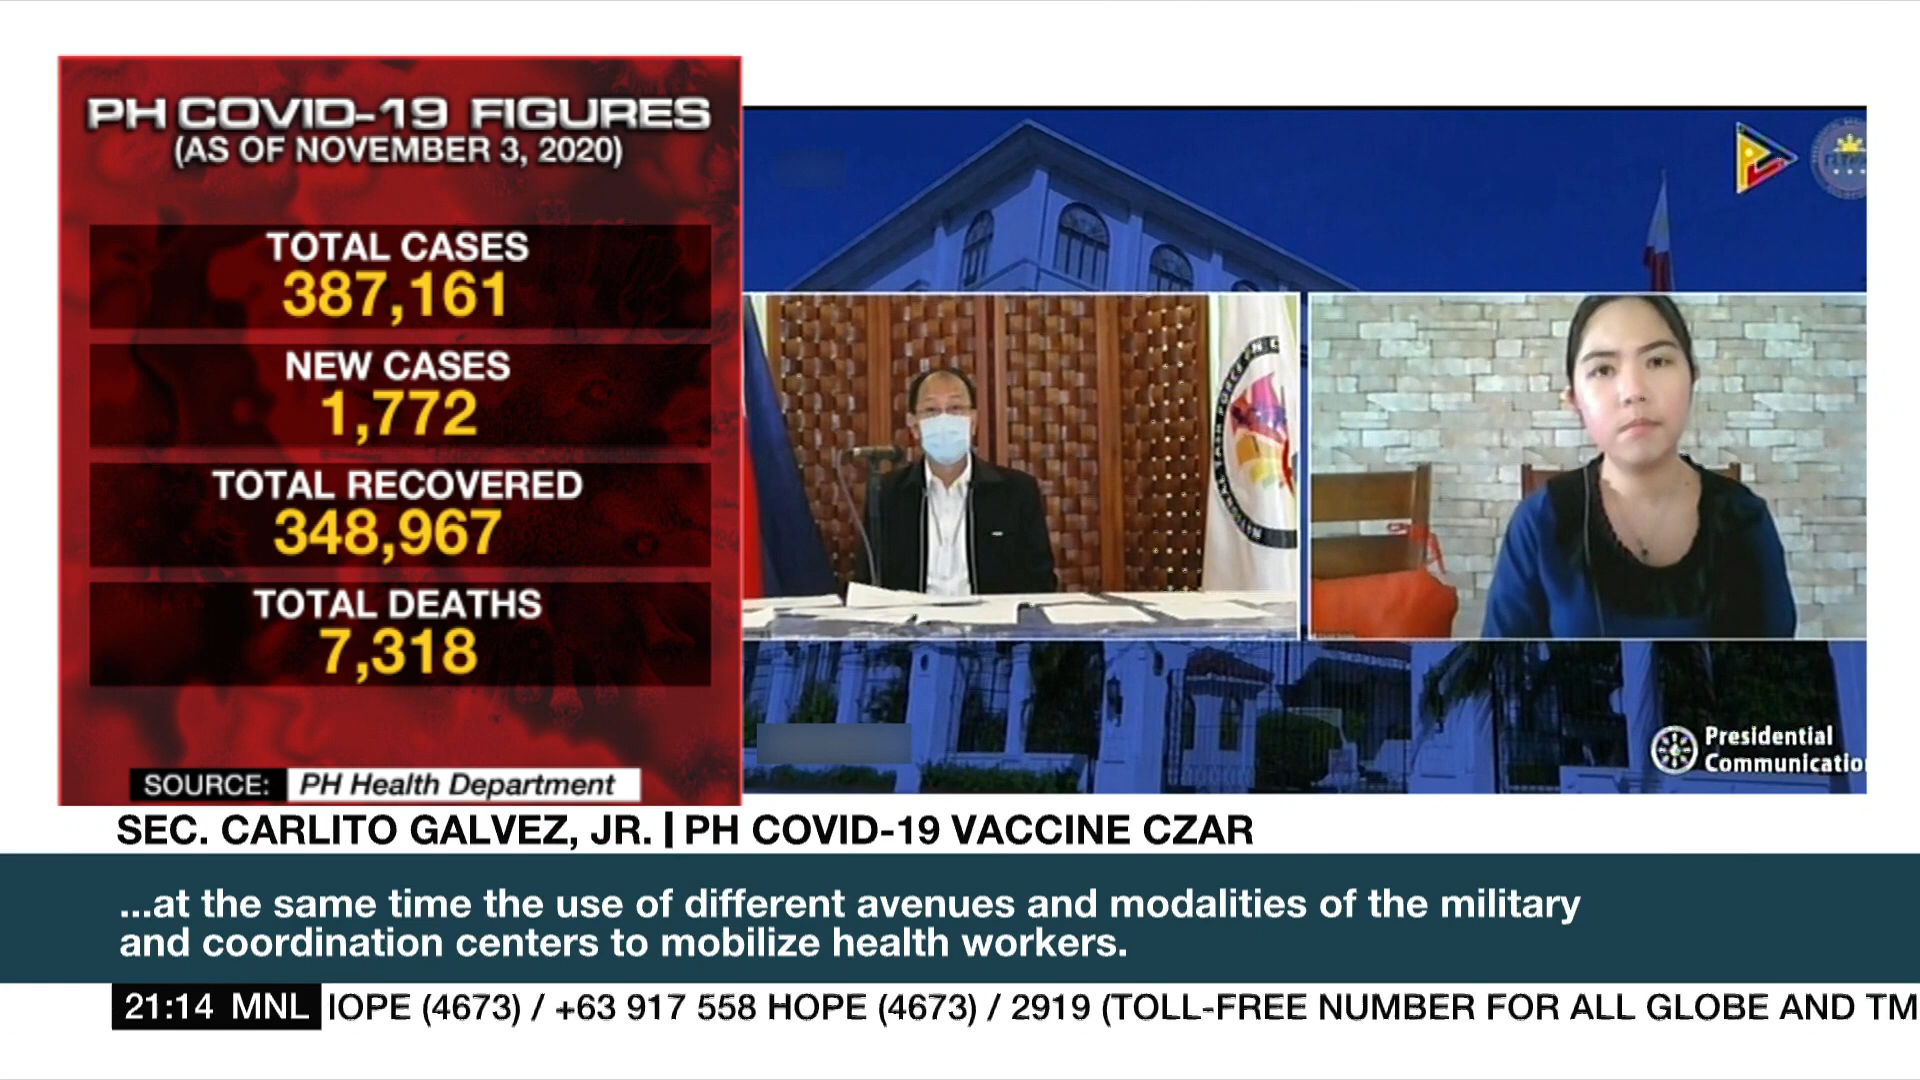 PH COVID-19 FIGURES
(AS OF NOVEMBER 3, 2020)
TOTAL CASES
387,161
NEW CASES
1,772
TOTAL RECOVERED
348,967
TOTAL DEATHS
7,318
SOURCE: PH Health Department
Presidential
Communicatio
SEC. CARLITO GALVEZ, JR. | PH COVID-19 VACCINE CZAR
...at the same time the use of different avenues and modalities of the military
and coordination centers to mobilize health workers.
21:14 MNL IOPE (4673) / +63 917 558 HOPE (4673) / 2919 (TOLL-FREE NUMBER FOR ALL GLOBE AND TM